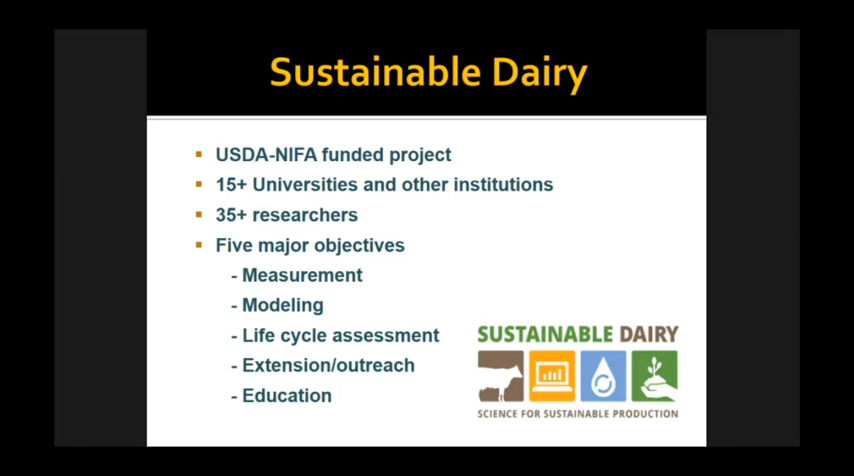 Sustainable Dairy
▪ USDA-NIFA funded project
▪ 15+ Universities and other institutions
▪ 35+ researchers
▪ Five major objectives
- Measurement
- Modeling
- Life cycle assessment
- Extension/outreach
- Education
SUSTAINABLE DAIRY
SCIENCE FOR SUSTAINABLE PRODUCTION